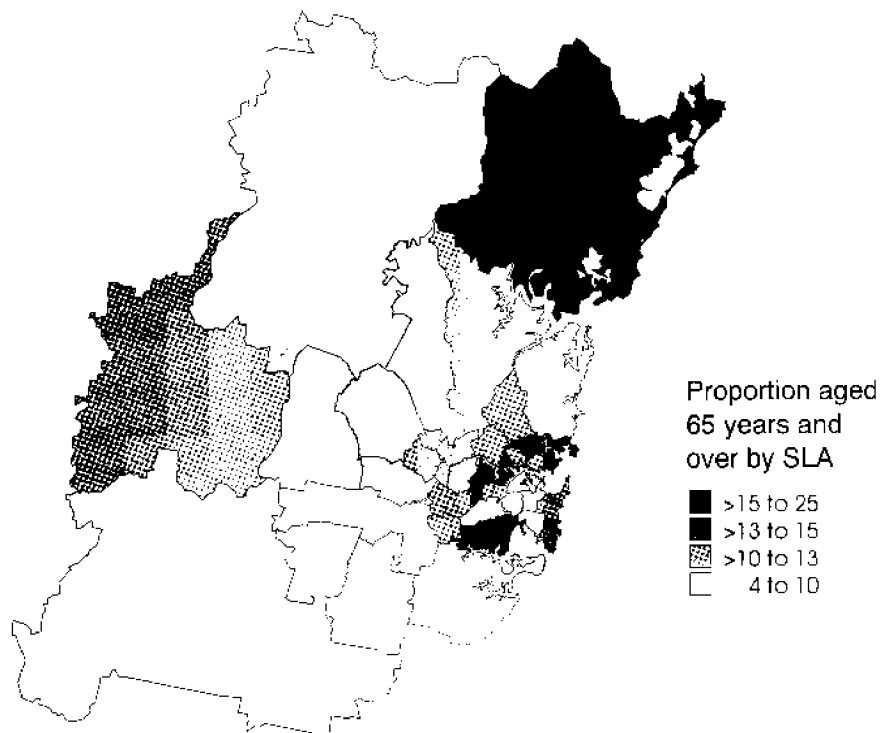 Proportion aged
65 years and
over by SLA
>15 to 25
>13 to 15
>10 to 13
4 to 10